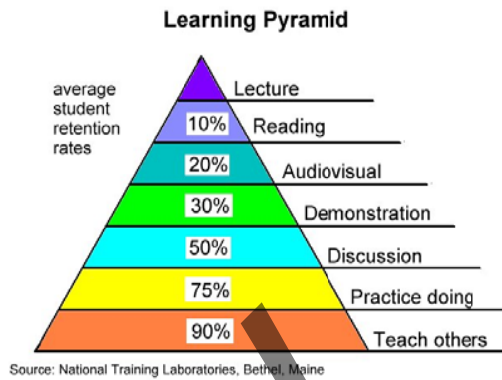 Learning Pyramid
average
student
retention
rates
Lecture
10% Reading
20% Audiovisual
30% Demonstration
50% Discussion
75% Practice doing
90% Teach others
Source: National Training Laboratories, Bethel, Maine